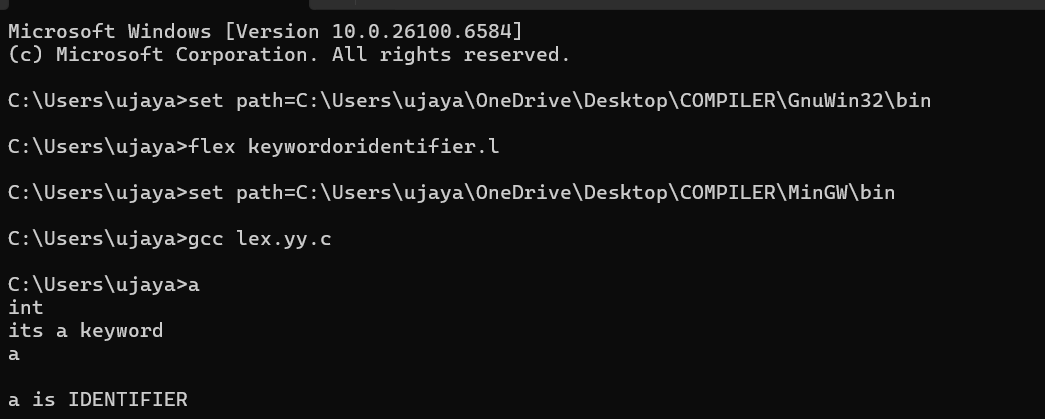 Microsoft Windows [Version 10.0.26100.6584]
(c) Microsoft Corporation. All rights reserved.
C:\Users\ujaya>set path=C:\Users\ujaya\OneDrive\Desktop\COMPILER\GnuWin32\bin
C:\Users\ujaya>flex keywordoridentifier.l
C:\Users\ujaya>set path=C:\Users\ujaya\OneDrive\Desktop\COMPILER\MinGW\bin
C:\Users\ujaya>gcc lex.yy.c
C:\Users\ujaya>a
int
its a keyword
a
a is IDENTIFIER